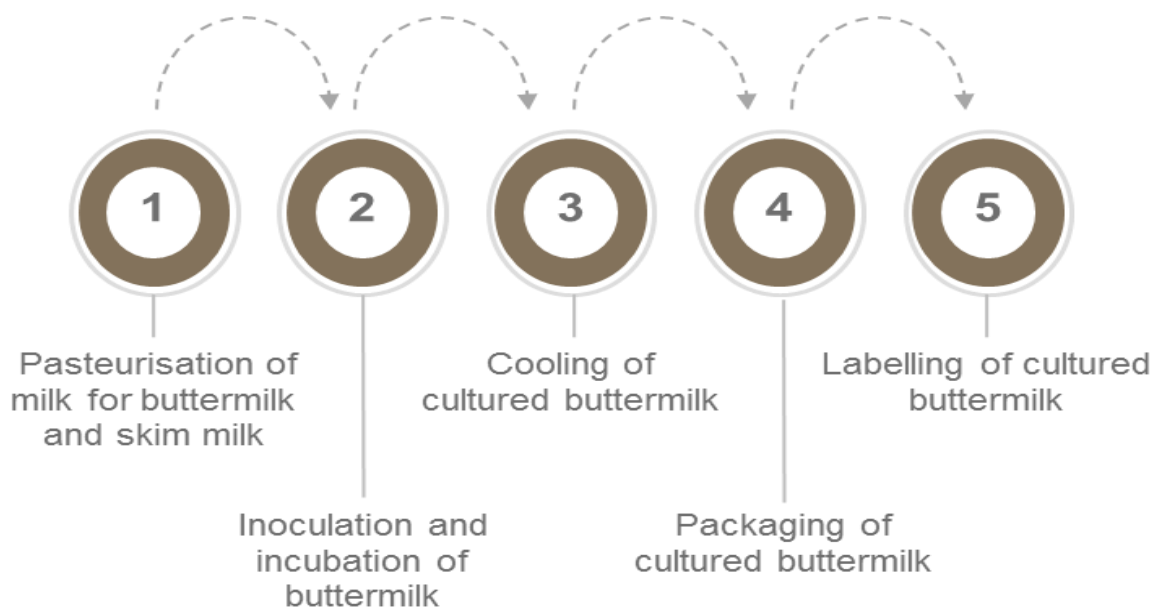 1
2
3
4
5
Pasteurisation of
milk for buttermilk
and skim milk
Inoculation and
incubation of
buttermilk
Cooling of
cultured buttermilk
Packaging of
cultured buttermilk
Labelling of cultured
buttermilk